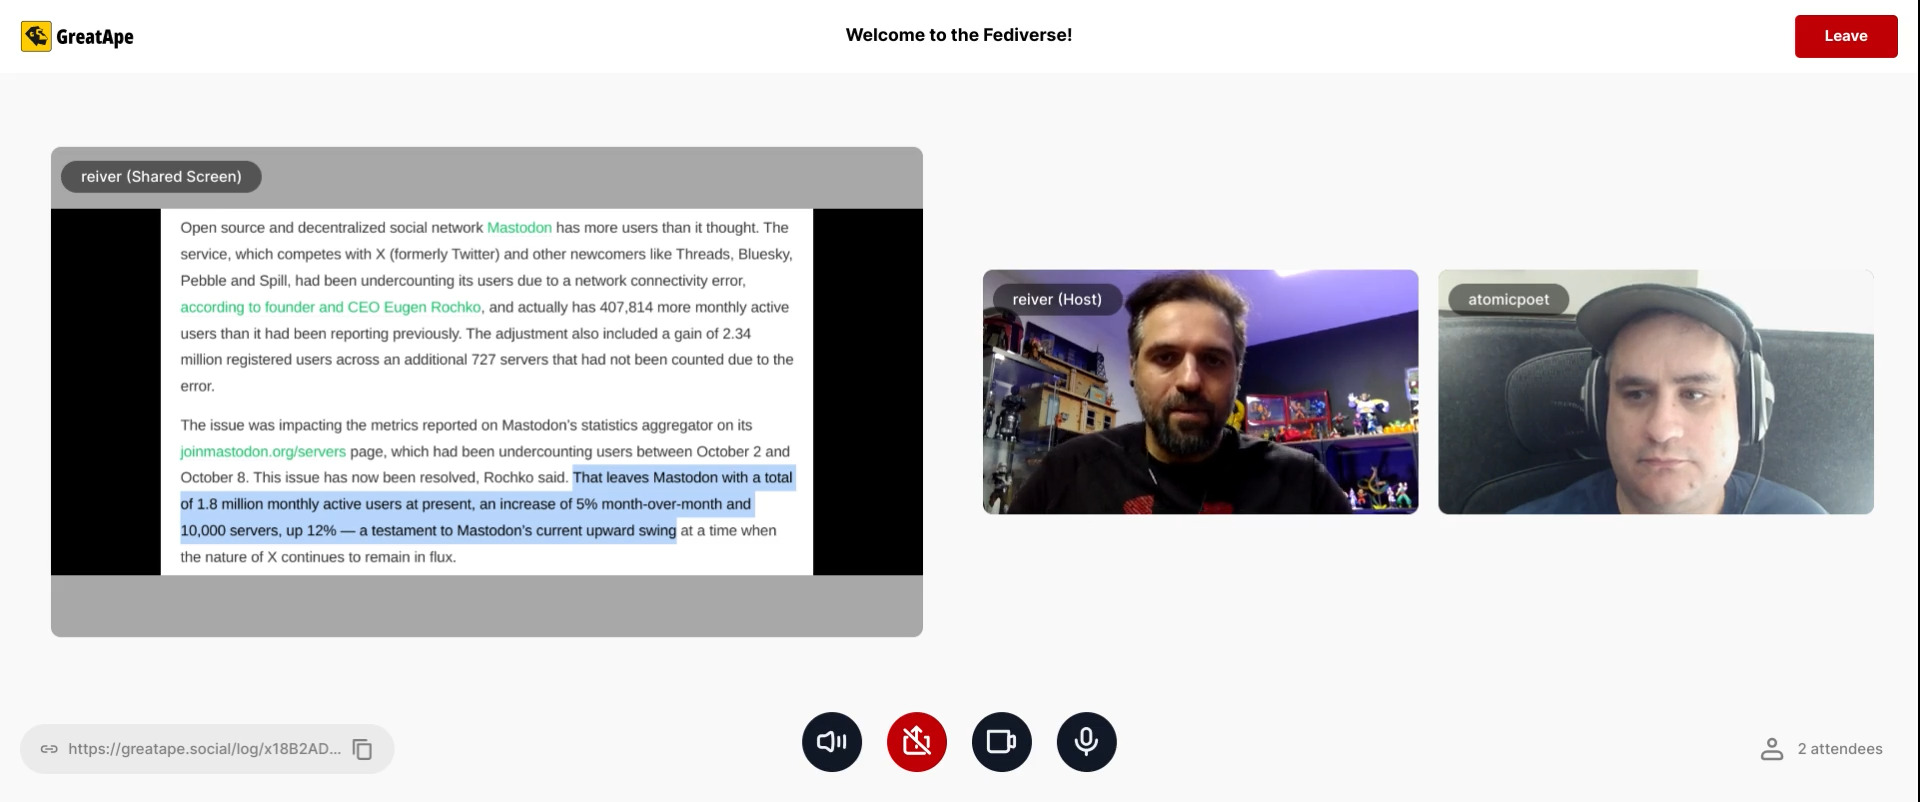 GreatApe
Welcome to the Fediverse!
Leave
reiver (Shared Screen)
Open source and decentralized social network Mastodon has more users than it thought. The
service, which competes with X (formerly Twitter) and other newcomers like Threads, Bluesky,
Pebble and Spill, had been undercounting its users due to a network connectivity error,
according to founder and CEO Eugen Rochko, and actually has 407,814 more monthly active
users than it had been reporting previously. The adjustment also included a gain of 2.34
million registered users across an additional 727 servers that had not been counted due to the
error.
The issue was impacting the metrics reported on Mastodon's statistics aggregator on its
joinmastodon.org/servers page, which had been undercounting users between October 2 and
October 8. This issue has now been resolved, Rochko said. That leaves Mastodon with a total
of 1.8 million monthly active users at present, an increase of 5% month-over-month and
10,000 servers, up 12% — a testament to Mastodon's current upward swing at a time when
the nature of X continues to remain in flux.
reiver (Host)
atomicpoet
https://greatape.social/log/x18B2AD...
2 attendees